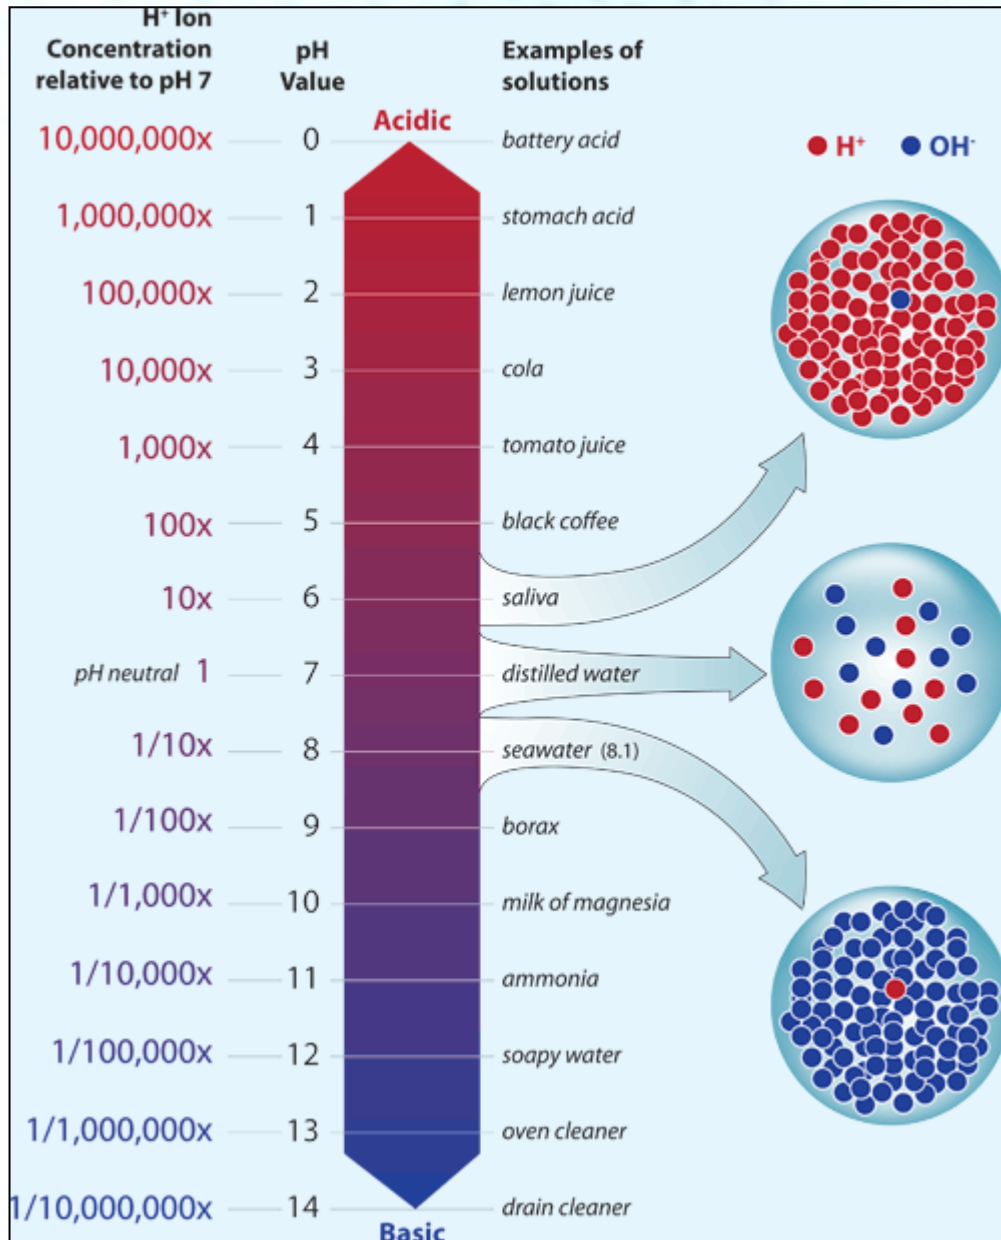 H⁺ Ion
Concentration
relative to pH 7
pH
Value
Examples of
solutions
Acidic
H⁺ OH⁻
10,000,000x 0 battery acid
1,000,000x 1 stomach acid
100,000x 2 lemon juice
10,000x 3 cola
1,000x 4 tomato juice
100x 5 black coffee
10x 6 saliva
pH neutral 1 7 distilled water
1/10x 8 seawater (8.1)
1/100x 9 borax
1/1,000x 10 milk of magnesia
1/10,000x 11 ammonia
1/100,000x 12 soapy water
1/1,000,000x 13 oven cleaner
1/10,000,000x 14 drain cleaner
Basic